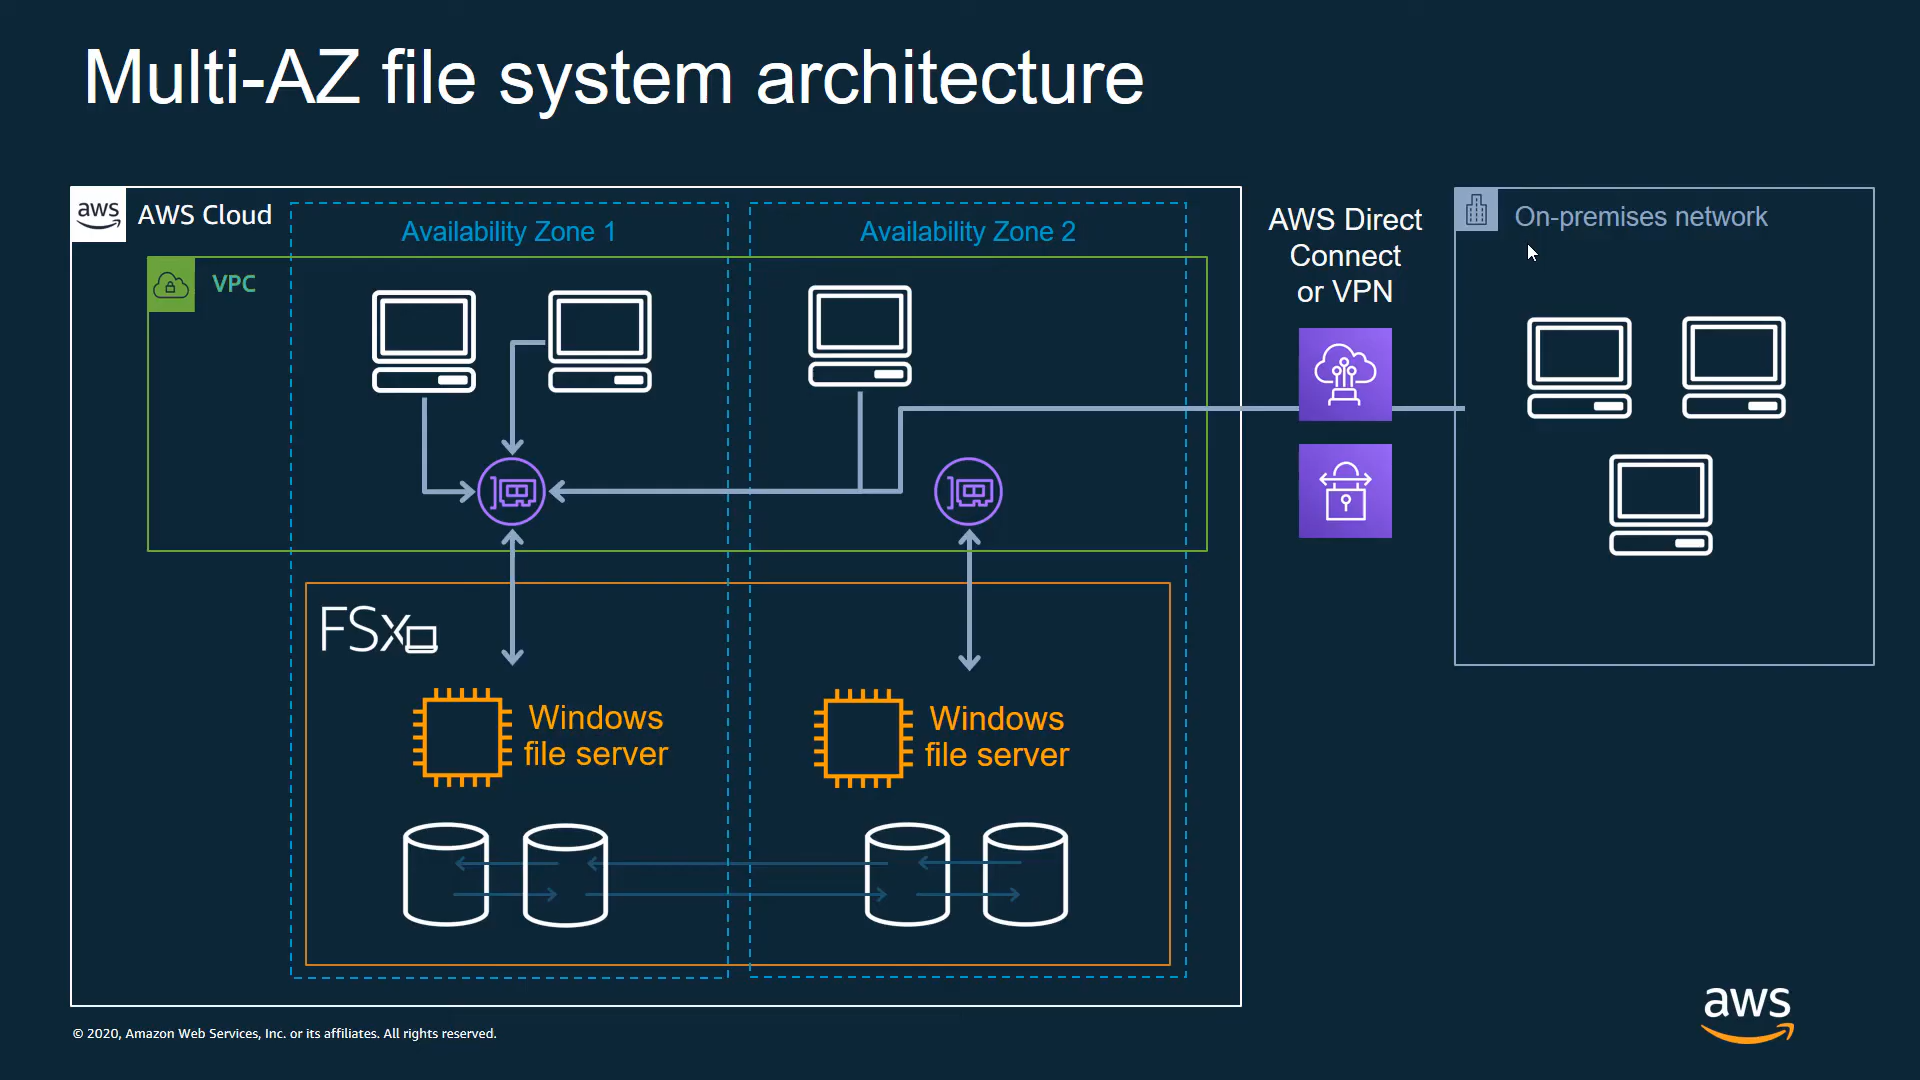 Multi-AZ file system architecture
aws
AWS Cloud
Availability Zone 1
Availability Zone 2
VPC
AWS Direct
Connect
or VPN
On-premises network
FSx
Windows
file server
Windows
file server
© 2020, Amazon Web Services, Inc. or its affiliates. All rights reserved.
aws